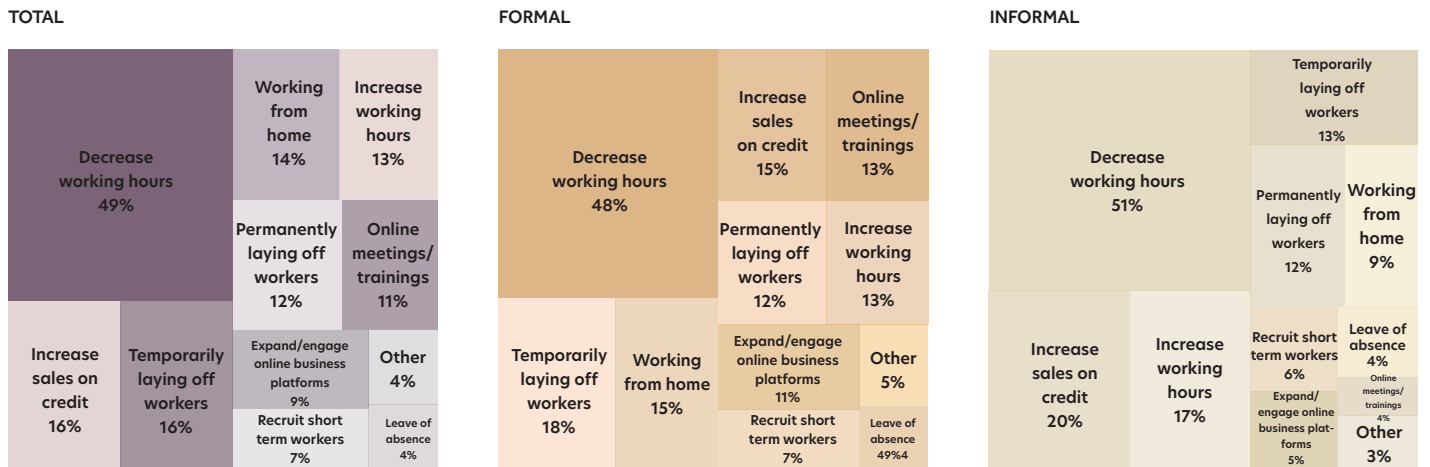 TOTAL
Decrease
working hours
49%
Working
from
home
14%
Increase
working
hours
13%
Permanently
laying off
workers
12%
Online
meetings/
trainings
11%
Increase
sales on
credit
16%
Temporarily
laying off
workers
16%
Expand/engage
online business
platforms
9%
Other
4%
Recruit short
term workers
7%
Leave of
absence
4%
FORMAL
Decrease
working hours
48%
Increase
sales
on credit
15%
Online
meetings/
trainings
13%
Permanently
laying off
workers
12%
Increase
working
hours
13%
Temporarily
laying off
workers
18%
Working
from home
15%
Expand/engage
online business
platforms
11%
Other
5%
Recruit short
term workers
7%
Leave of
absence
49%4
INFORMAL
Decrease
working hours
51%
Temporarily
laying off
workers
13%
Permanently
laying off
workers
12%
Working
from
home
9%
Increase
sales on
credit
20%
Increase
working
hours
17%
Recruit short
term workers
6%
Leave of
absence
4%
Online
meetings/
trainings
4%
Expand/
engage online
business plat-
forms
5%
Other
3%